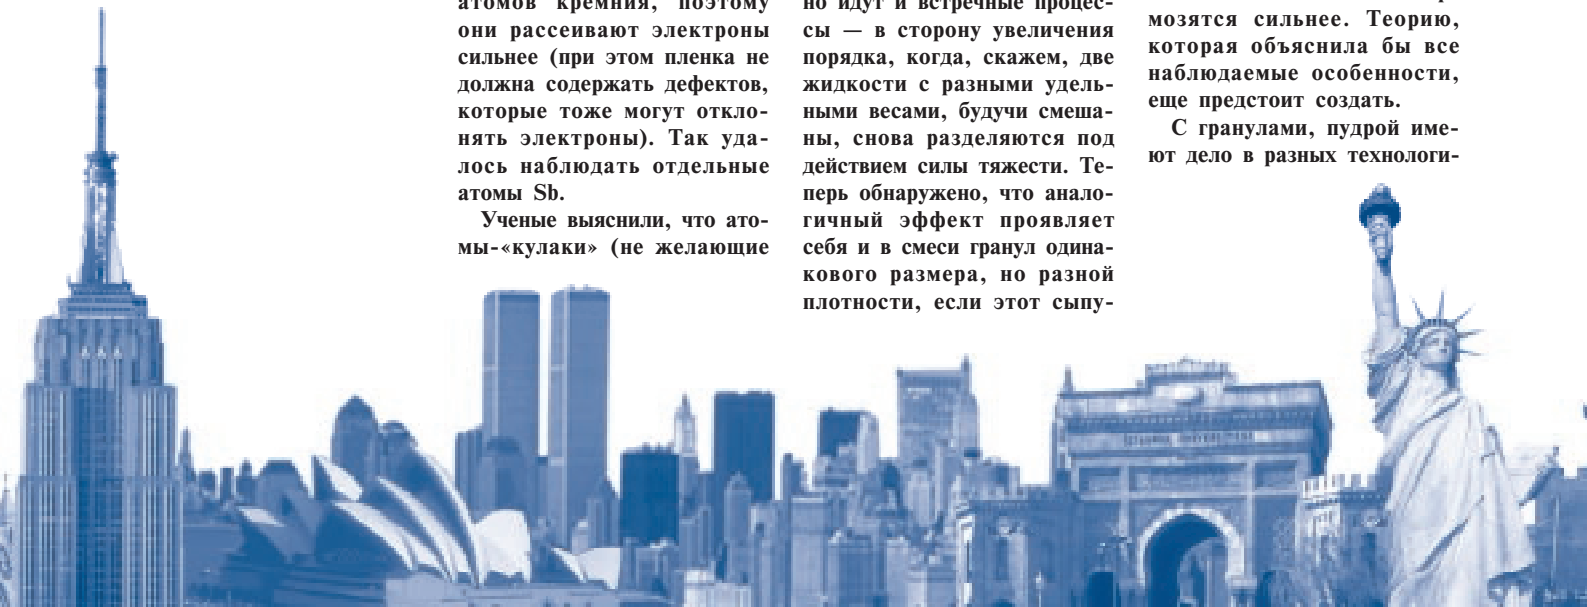 атомов кремния, поэтому
они рассеивают электроны
сильнее (при этом пленка не
должна содержать дефектов,
которые тоже могут откло-
нять электроны). Так уда-
лось наблюдать отдельные
атомы Sb.
Ученые выяснили, что ато-
мы-«кулаки» (не желающие
но идут и встречные процес-
сы — в сторону увеличения
порядка, когда, скажем, две
жидкости с разными удель-
ными весами, будучи смеша-
ны, снова разделяются под
действием силы тяжести. Те-
перь обнаружено, что анало-
гичный эффект проявляет
себя и в смеси гранул одина-
кового размера, но разной
плотности, если этот сыпу-
мозятся сильнее. Теорию,
которая объяснила бы все
наблюдаемые особенности,
еще предстоит создать.
С гранулами, пудрой име-
ют дело в разных технологи-